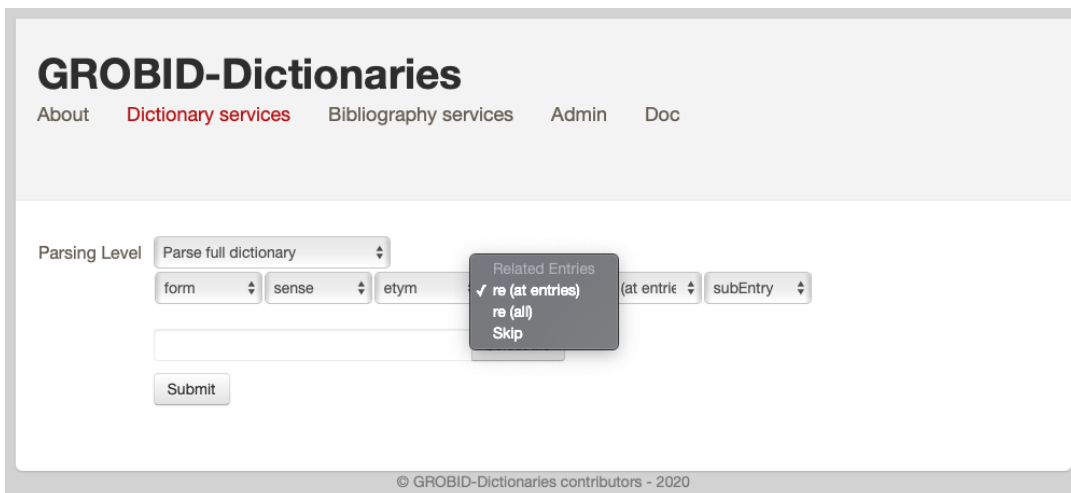 GROBID-Dictionaries
About Dictionary services Bibliography services Admin Doc
Parsing Level Parse full dictionary
Related Entries
form sense etym ✓ re (at entries) (at entrie subEntry
re (all)
Skip
Submit
© GROBID-Dictionaries contributors - 2020